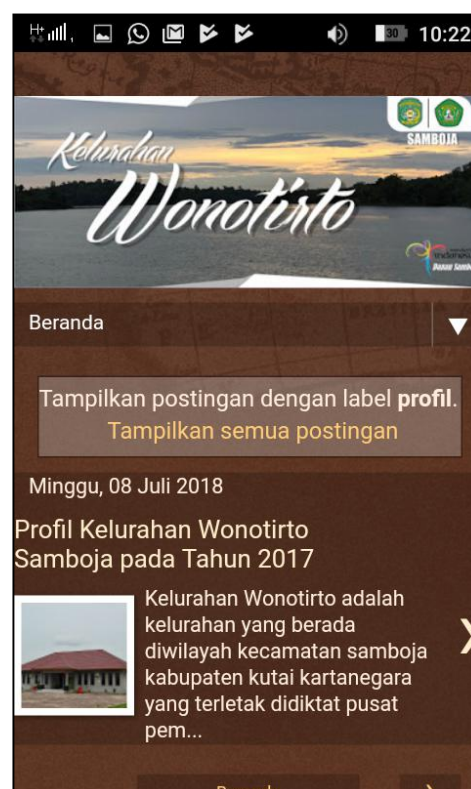 H+ 30 10:22
SAMBOJA
Kelurahan
Wonotirto
Beranda
Tampilkan postingan dengan label profil.
Tampilkan semua postingan
Minggu, 08 Juli 2018
Profil Kelurahan Wonotirto
Samboja pada Tahun 2017
Kelurahan Wonotirto adalah
kelurahan yang berada
diwilayah kecamatan samboja
kabupaten kutai kartanegara
yang terletak didiktat pusat
pem...